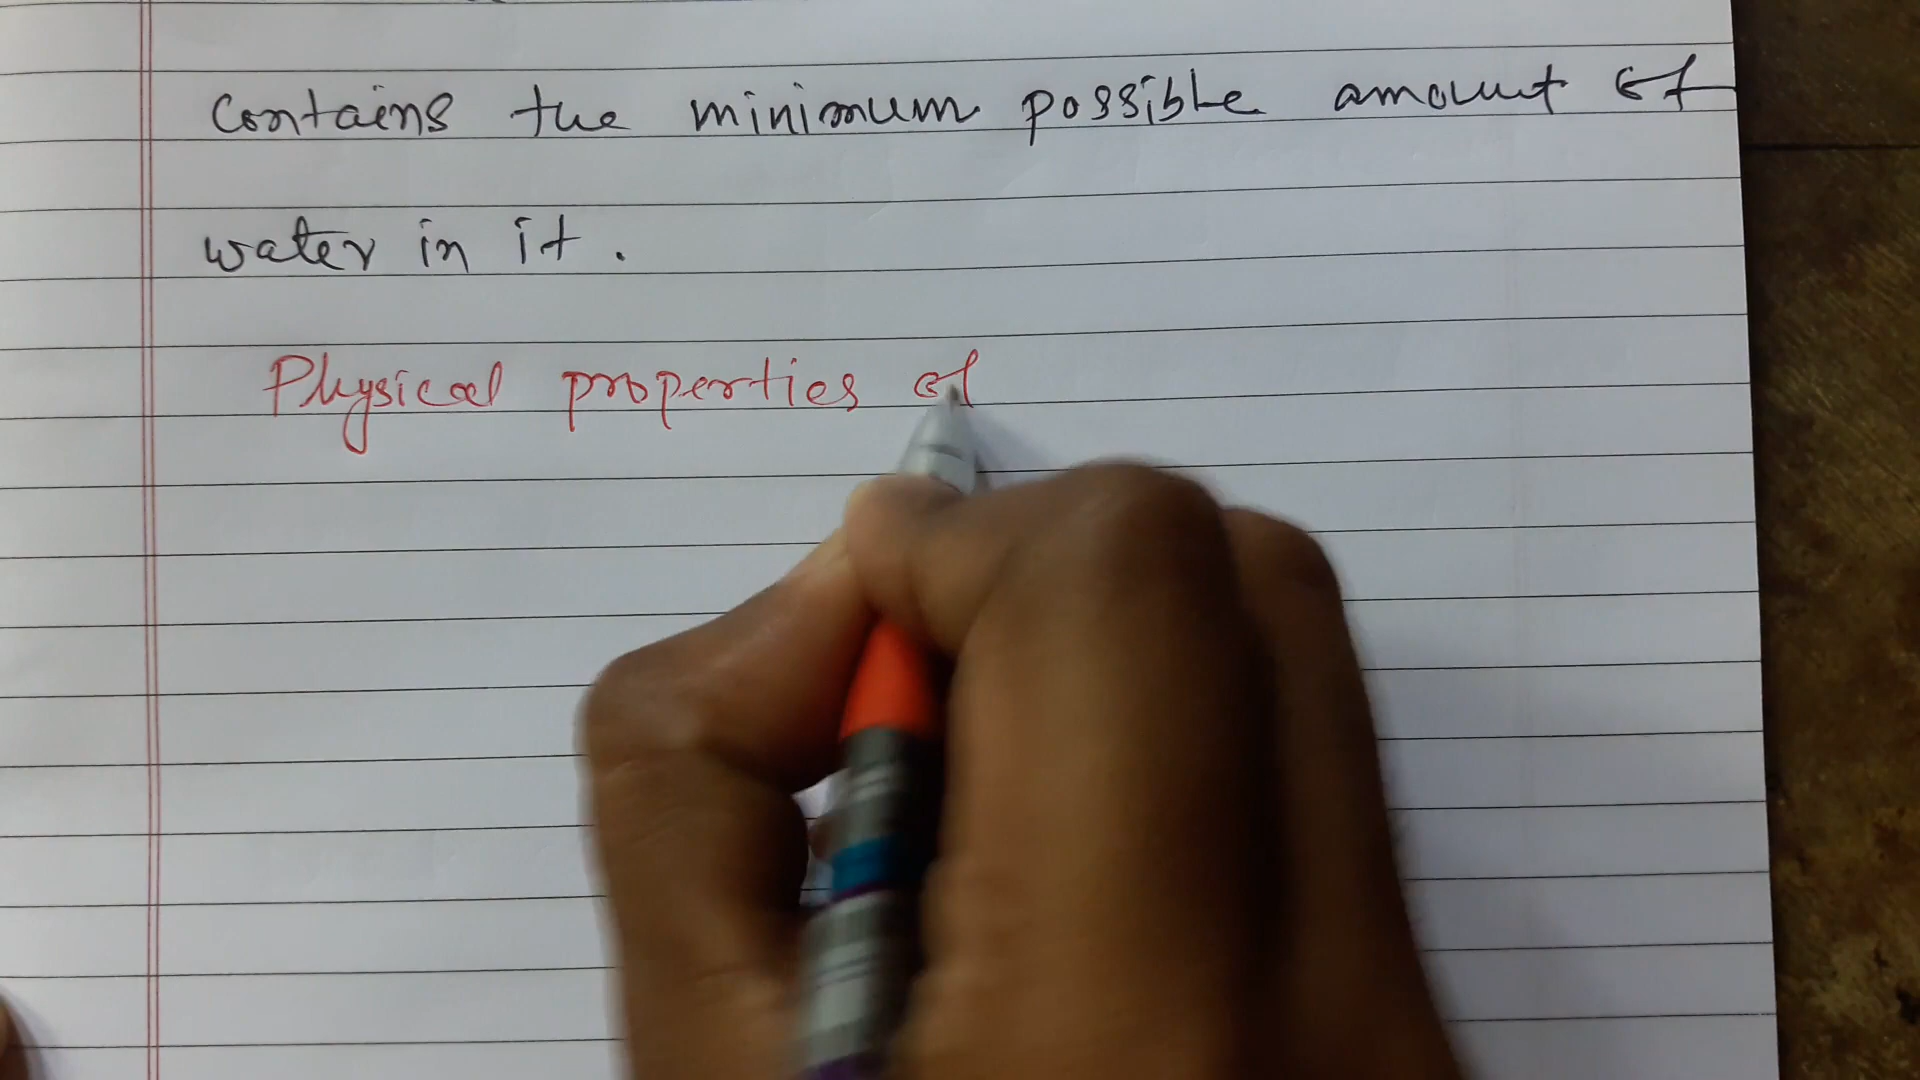 contains the minimum possible amount of
water in it.
Physical properties of